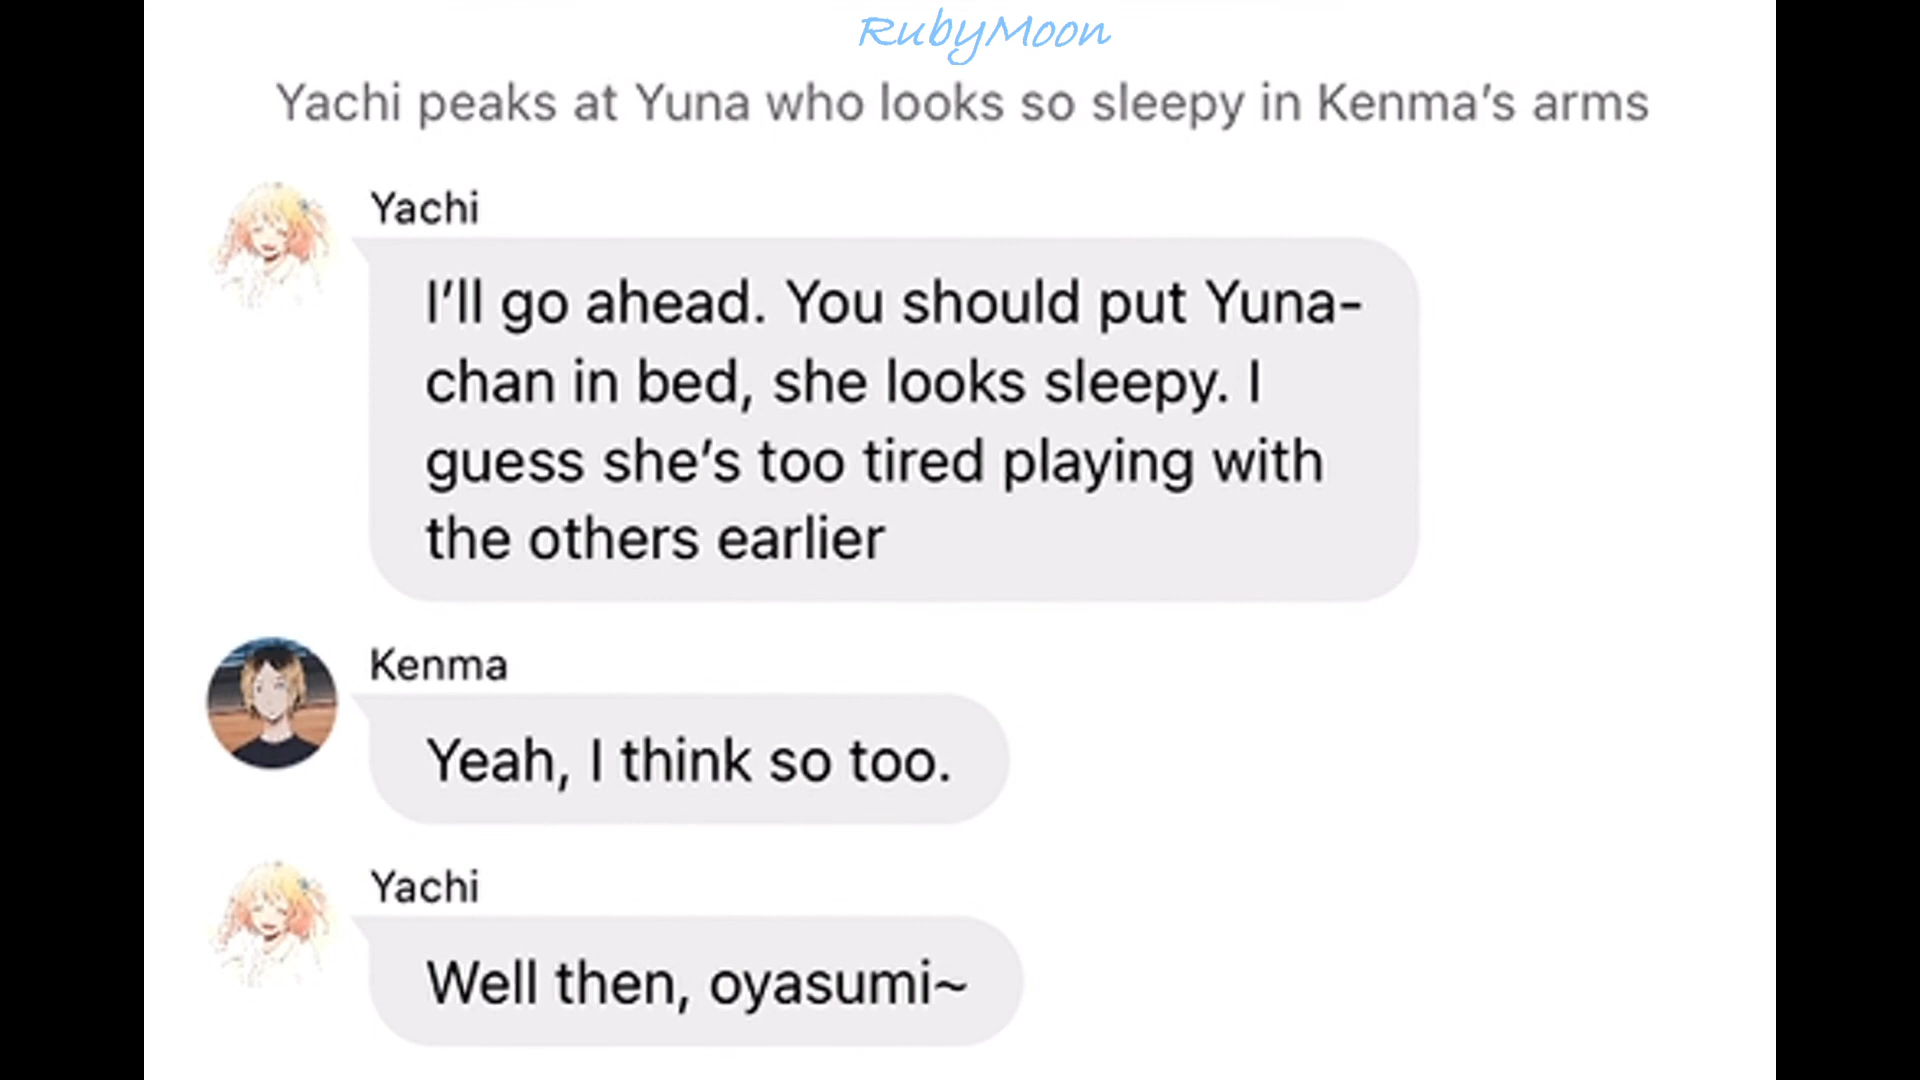 RubyMoon
Yachi peaks at Yuna who looks so sleepy in Kenma's arms
Yachi
I'll go ahead. You should put Yuna-
chan in bed, she looks sleepy. I
guess she's too tired playing with
the others earlier
Kenma
Yeah, I think so too.
Yachi
Well then, oyasumi~